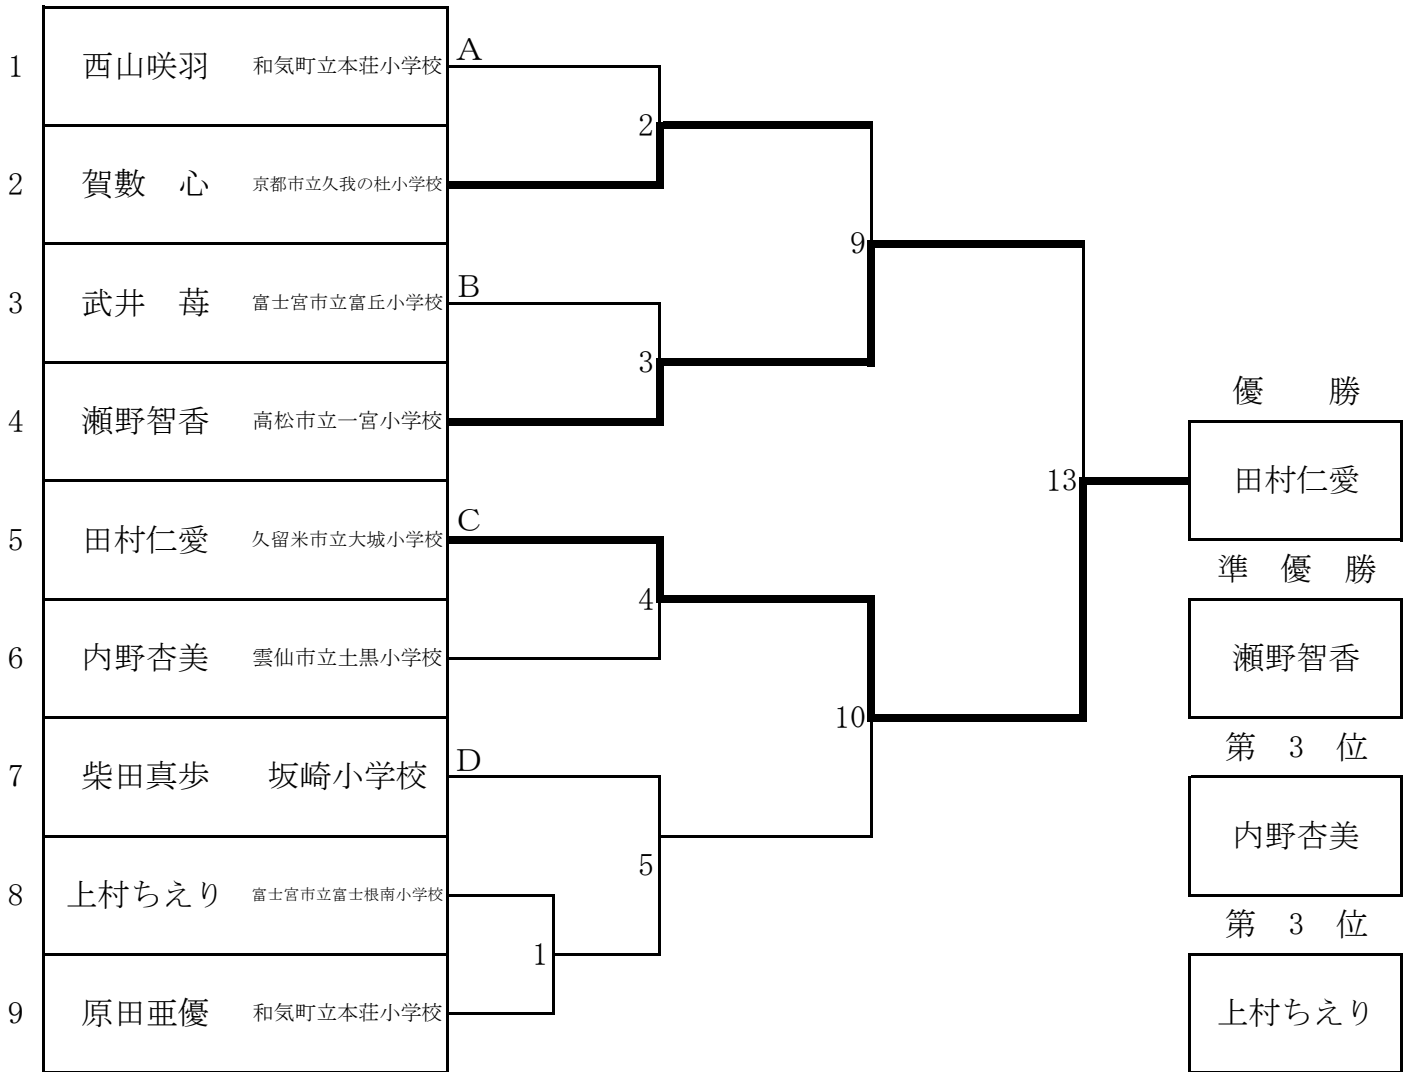 1 西山咲羽 和気町立本荘小学校 A
2
2 賀數 心 京都市立久我の杜小学校
9
3 武井 苺 富士宮市立富丘小学校 B
3
4 瀬野智香 高松市立一宮小学校
13
5 田村仁愛 久留米市立大城小学校 C
4
6 内野杏美 雲仙市立土黒小学校
10
7 柴田真歩 坂崎小学校 D
5
8 上村ちえり 富士宮市立富士根南小学校
1
9 原田亜優 和気町立本荘小学校
優 勝
田村仁愛
準 優 勝
瀬野智香
第 3 位
内野杏美
第 3 位
上村ちえり